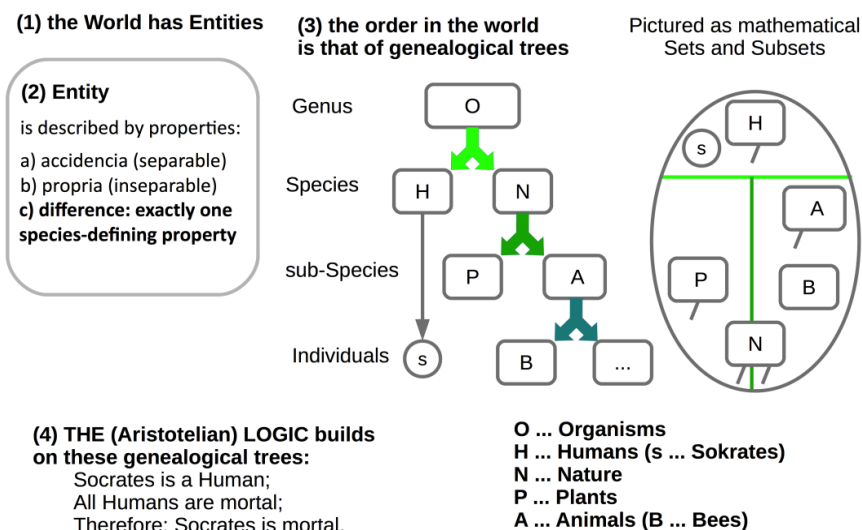 (1) the World has Entities
(2) Entity
is described by properties:
a) accidencia (separable)
b) propria (inseparable)
c) difference: exactly one
species-defining property
(3) the order in the world
is that of genealogical trees
Genus
O
Species
H
N
sub-Species
P
A
Individuals
s
B
...
Pictured as mathematical
Sets and Subsets
H
s
A
P
B
N
(4) THE (Aristotelian) LOGIC builds
on these genealogical trees:
Socrates is a Human;
All Humans are mortal;
Therefore: Socrates is mortal.
O ... Organisms
H ... Humans (s ... Sokrates)
N ... Nature
P ... Plants
A ... Animals (B ... Bees)